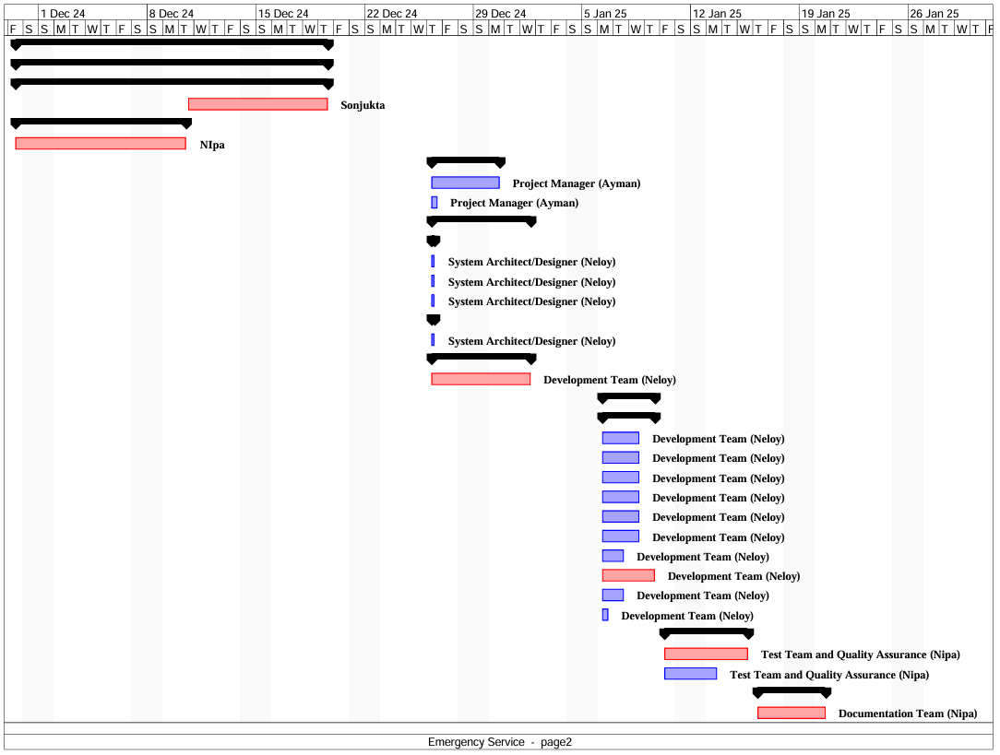 1 Dec 24 8 Dec 24 15 Dec 24 22 Dec 24 29 Dec 24 5 Jan 25 12 Jan 25 19 Jan 25 26 Jan 25
F S S M T W T F S S M T W T F S S M T W T F S S M T W T F S S M T W T F S S M T W T F S S M T W T F S S M T W T F S S M T W T F
Sonjukta
NIpa
Project Manager (Ayman)
Project Manager (Ayman)
System Architect/Designer (Neloy)
System Architect/Designer (Neloy)
System Architect/Designer (Neloy)
System Architect/Designer (Neloy)
Development Team (Neloy)
Development Team (Neloy)
Development Team (Neloy)
Development Team (Neloy)
Development Team (Neloy)
Development Team (Neloy)
Development Team (Neloy)
Development Team (Neloy)
Development Team (Neloy)
Development Team (Neloy)
Development Team (Neloy)
Test Team and Quality Assurance (Nipa)
Test Team and Quality Assurance (Nipa)
Documentation Team (Nipa)
Emergency Service - page2